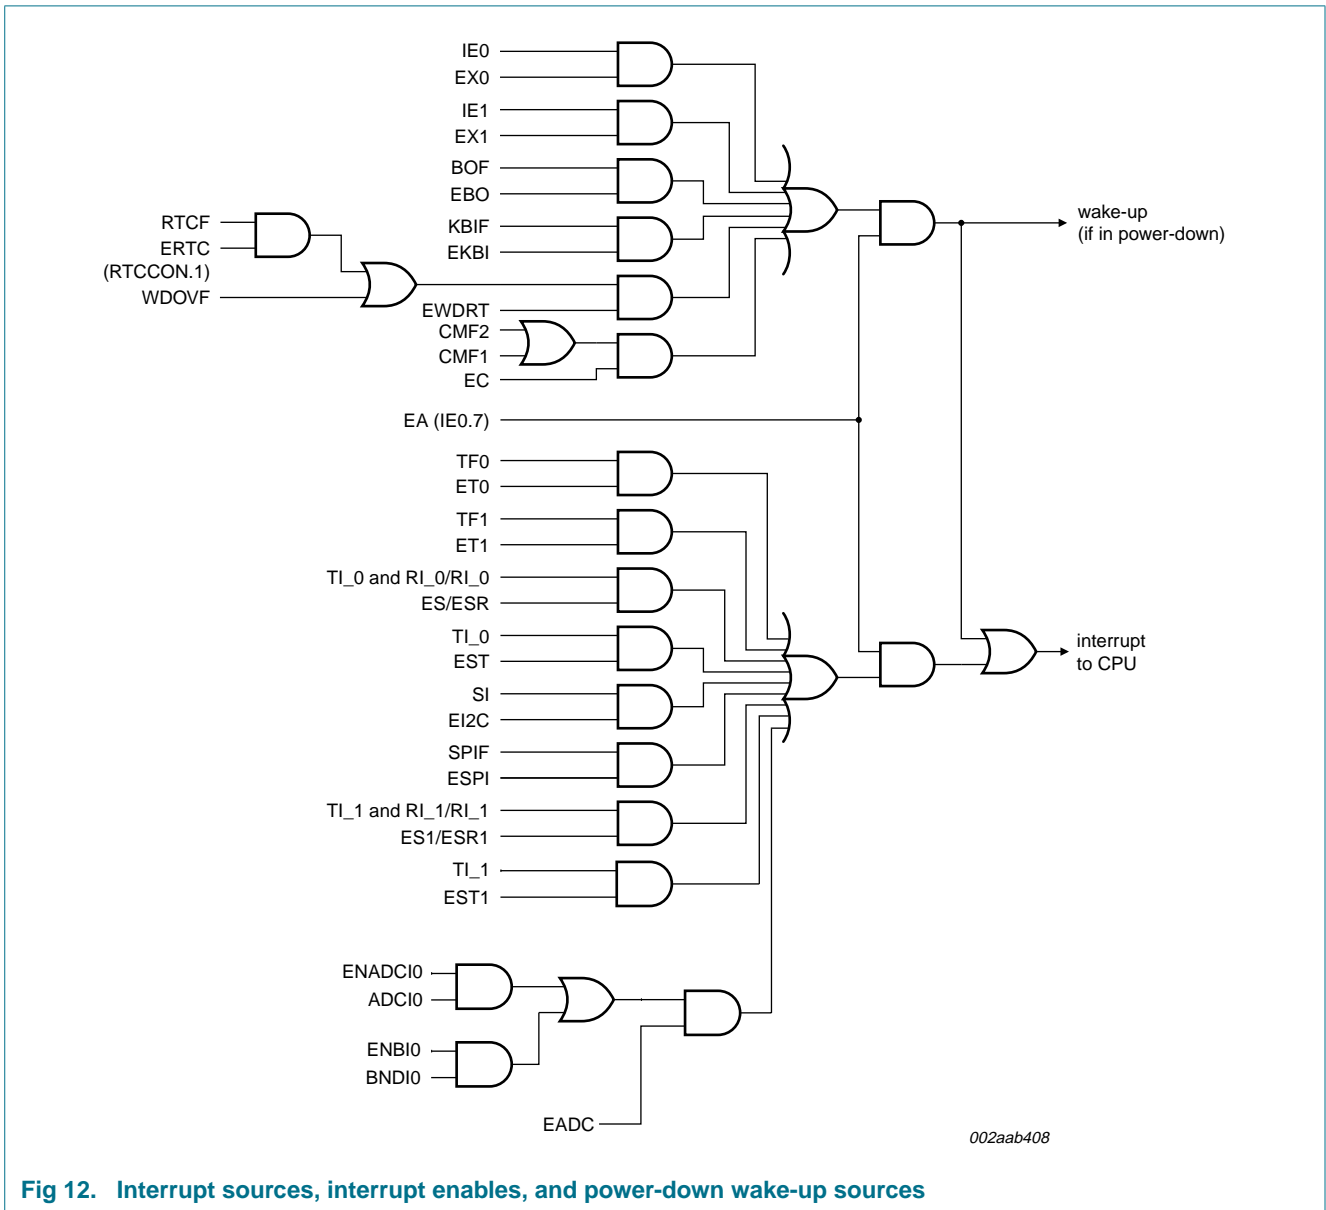 IE0
EX0
IE1
EX1
BOF
EBO
RTCF
ERTC
(RTCCON.1)
WDOVF
KBIF
EKBI
EWDRT
CMF2
CMF1
EC
wake-up
(if in power-down)
EA (IE0.7)
TF0
ET0
TF1
ET1
TI_0 and RI_0/RI_0
ES/ESR
TI_0
EST
interrupt
to CPU
SI
EI2C
SPIF
ESPI
TI_1 and RI_1/RI_1
ES1/ESR1
TI_1
EST1
ENADCI0
ADCI0
ENBI0
BNDI0
EADC
002aab408
Fig 12. Interrupt sources, interrupt enables, and power-down wake-up sources